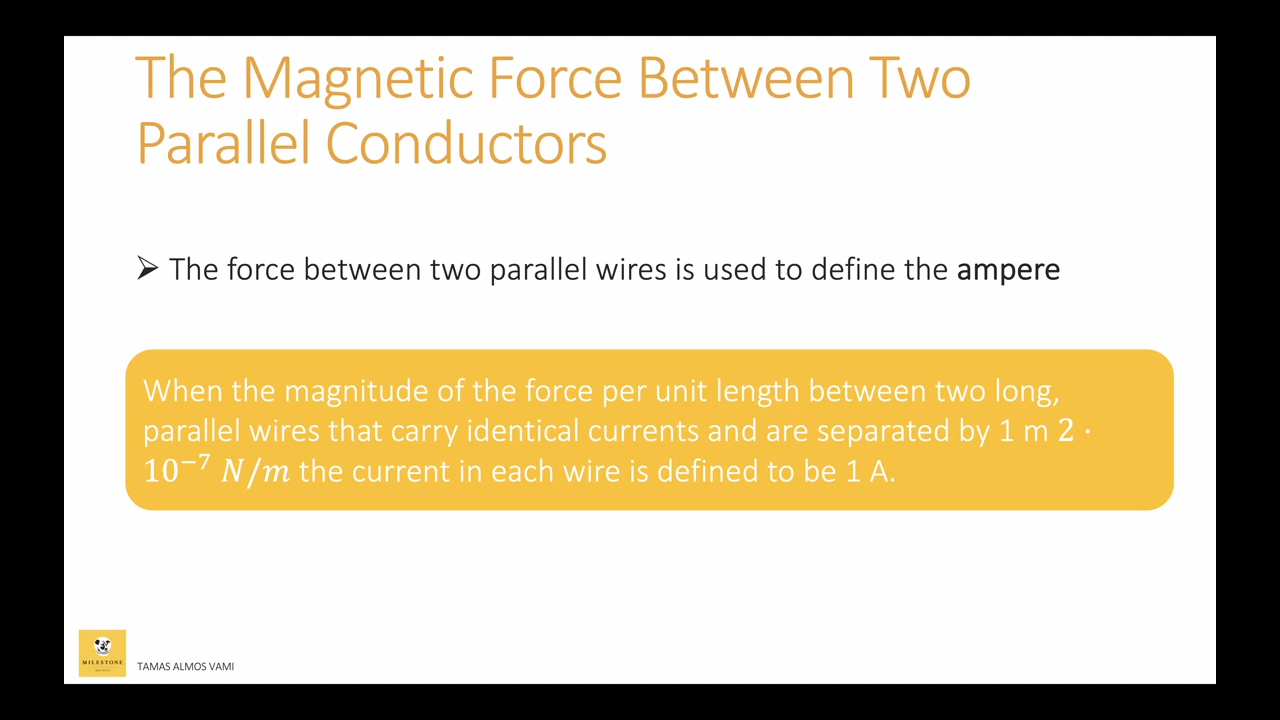 The Magnetic Force Between Two
Parallel Conductors
➢ The force between two parallel wires is used to define the ampere
When the magnitude of the force per unit length between two long,
parallel wires that carry identical currents and are separated by 1 m 2 ·
10⁻⁷ N/m the current in each wire is defined to be 1 A.
MILESTONE
TAMAS ALMOS VAMI